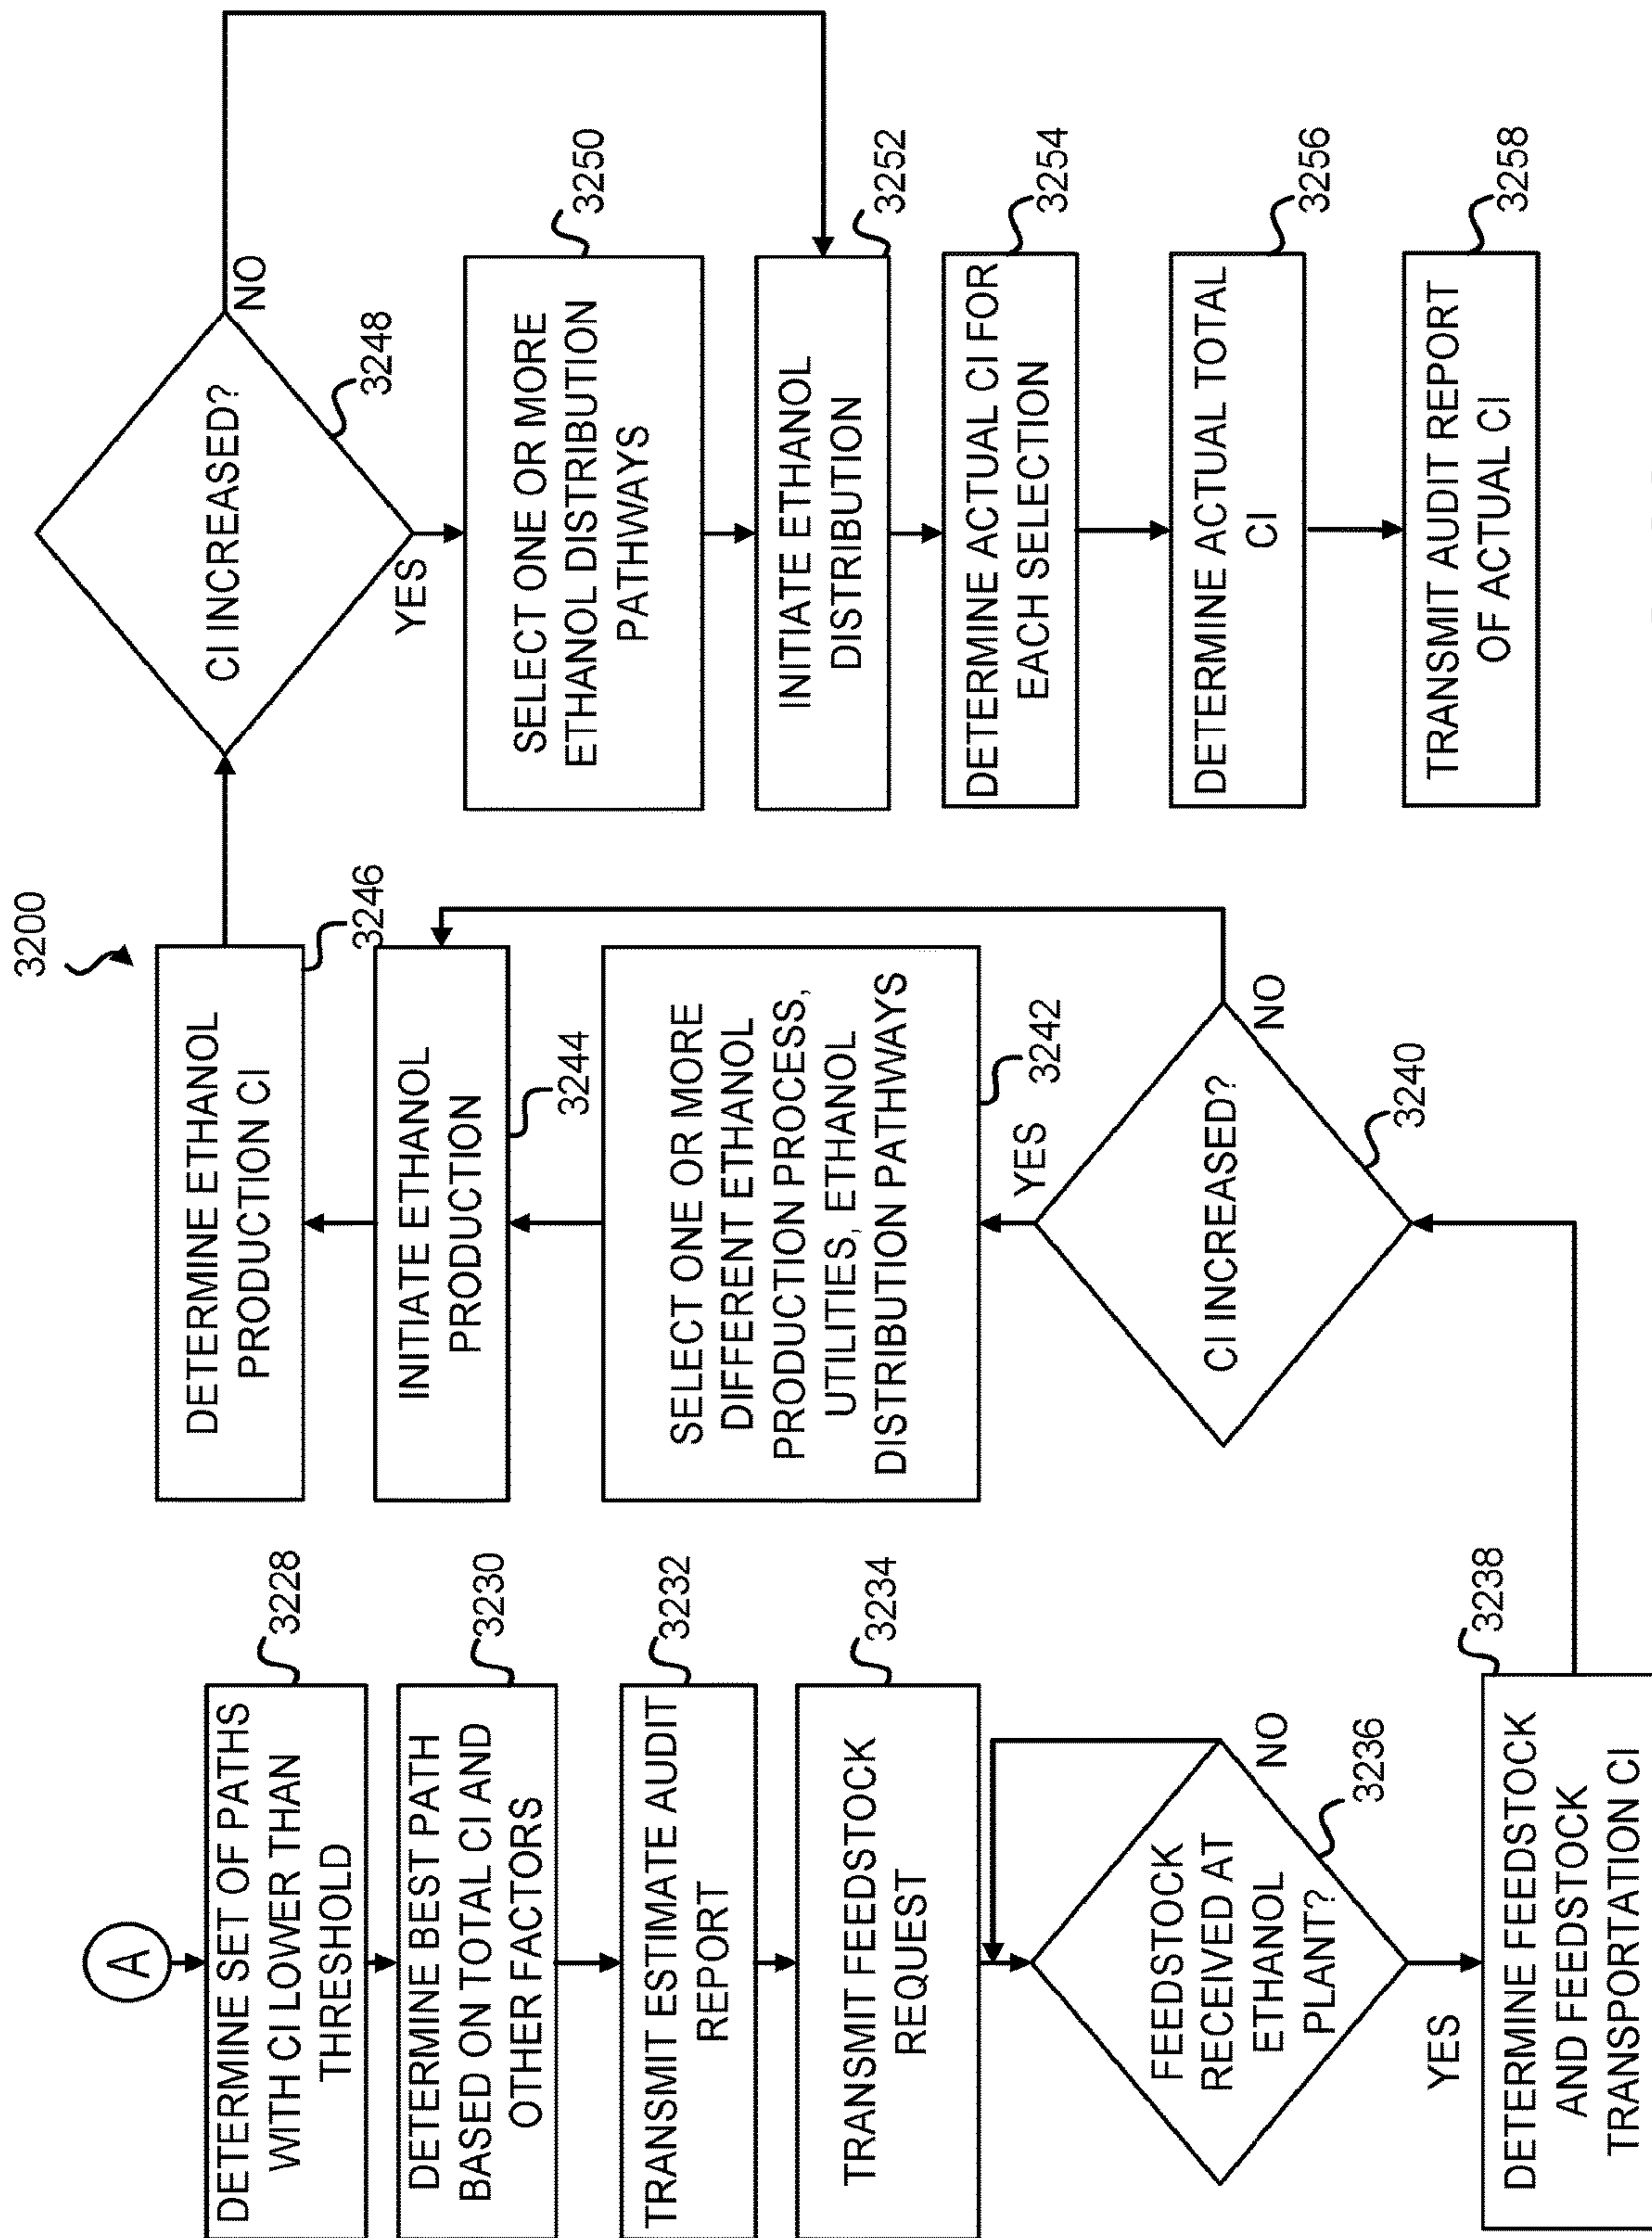 3200
A
DETERMINE SET OF PATHS
WITH CI LOWER THAN
THRESHOLD
3228
DETERMINE BEST PATH
BASED ON TOTAL CI AND
OTHER FACTORS
3230
TRANSMIT ESTIMATE AUDIT
REPORT
3232
TRANSMIT FEEDSTOCK
REQUEST
3234
FEEDSTOCK
RECEIVED AT
ETHANOL
PLANT?
3236
NO
YES
DETERMINE FEEDSTOCK
AND FEEDSTOCK
TRANSPORTATION CI
3238
CI INCREASED?
3240
NO
YES
SELECT ONE OR MORE
DIFFERENT ETHANOL
PRODUCTION PROCESS,
UTILITIES, ETHANOL
DISTRIBUTION PATHWAYS
3242
INITIATE ETHANOL
PRODUCTION
3244
DETERMINE ETHANOL
PRODUCTION CI
3246
CI INCREASED?
3248
NO
YES
SELECT ONE OR MORE
ETHANOL DISTRIBUTION
PATHWAYS
3250
INITIATE ETHANOL
DISTRIBUTION
3252
DETERMINE ACTUAL CI FOR
EACH SELECTION
3254
DETERMINE ACTUAL TOTAL
CI
3256
TRANSMIT AUDIT REPORT
OF ACTUAL CI
3258